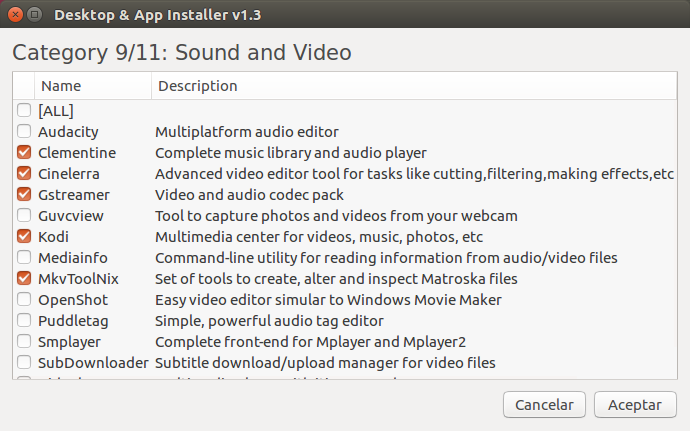 Desktop & App Installer v1.3
Category 9/11: Sound and Video
Name Description
[ALL]
Audacity Multiplatform audio editor
Clementine Complete music library and audio player
Cinelerra Advanced video editor tool for tasks like cutting,filtering,making effects,etc
Gstreamer Video and audio codec pack
Guvcview Tool to capture photos and videos from your webcam
Kodi Multimedia center for videos, music, photos, etc
Mediainfo Command-line utility for reading information from audio/video files
MkvToolNix Set of tools to create, alter and inspect Matroska files
OpenShot Easy video editor simular to Windows Movie Maker
Puddletag Simple, powerful audio tag editor
Smplayer Complete front-end for Mplayer and Mplayer2
SubDownloader Subtitle download/upload manager for video files
Cancelar Aceptar